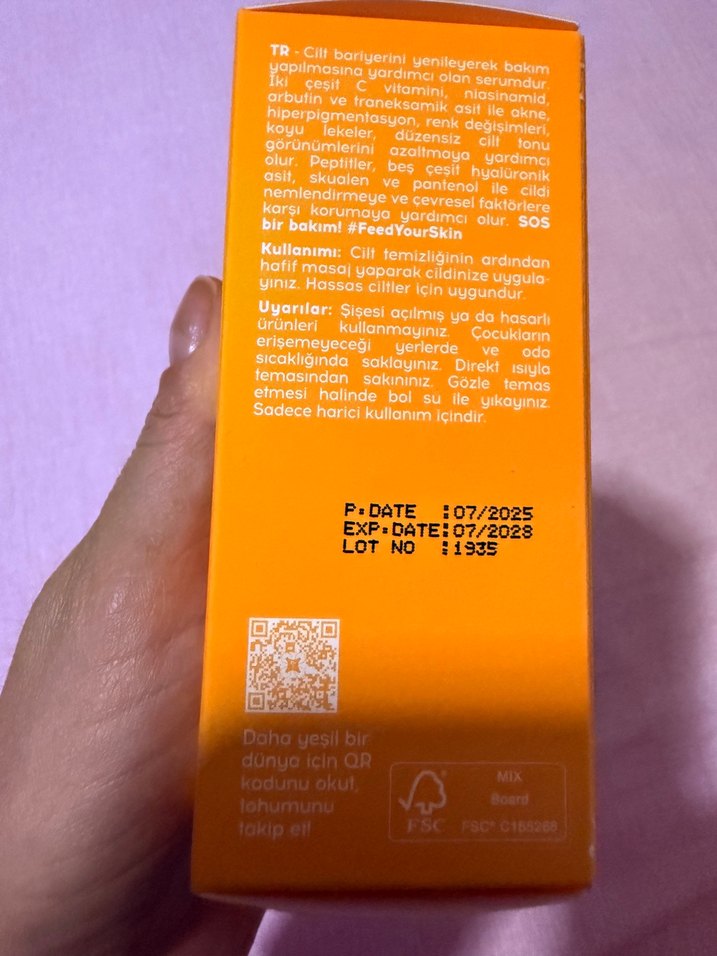 TR - Cilt bariyerini yenileyerek bakım
yapılmasına yardımcı olan serumdur.
İki çeşit C vitamini, niasinamid,
arbutin ve traneksamik asit ile akne,
hiperpigmentasyon, renk değişimleri,
koyu lekeler, düzensiz cilt tonu
görünümlerini azaltmaya yardımcı
olur. Peptitler, beş çeşit hyalüronik
asit, skualen ve pantenol ile cildi
nemlendirmeye ve çevresel faktörlere
karşı korumaya yardımcı olur. SOS
bir bakım! #FeedYourSkin
Kullanımı: Cilt temizliğinin ardından
hafif masaj yaparak cildinize uygula-
yınız. Hassas ciltler için uygundur.
Uyarılar: Şişesi açılmış ya da hasarlı
ürünleri kullanmayınız. Çocukların
erişemeyeceği yerlerde ve oda
sıcaklığında saklayınız. Direkt ısıyla
temasından sakınınız. Gözle temas
etmesi halinde bol su ile yıkayınız.
Sadece harici kullanım içindir.
P.DATE :07/2025
EXP.DATE:07/2028
LOT NO :1935
Daha yeşil bir
dünya için QR
kodunu okut,
tohumunu
takip et!
MIX
Board
FSC
FSC® C185288